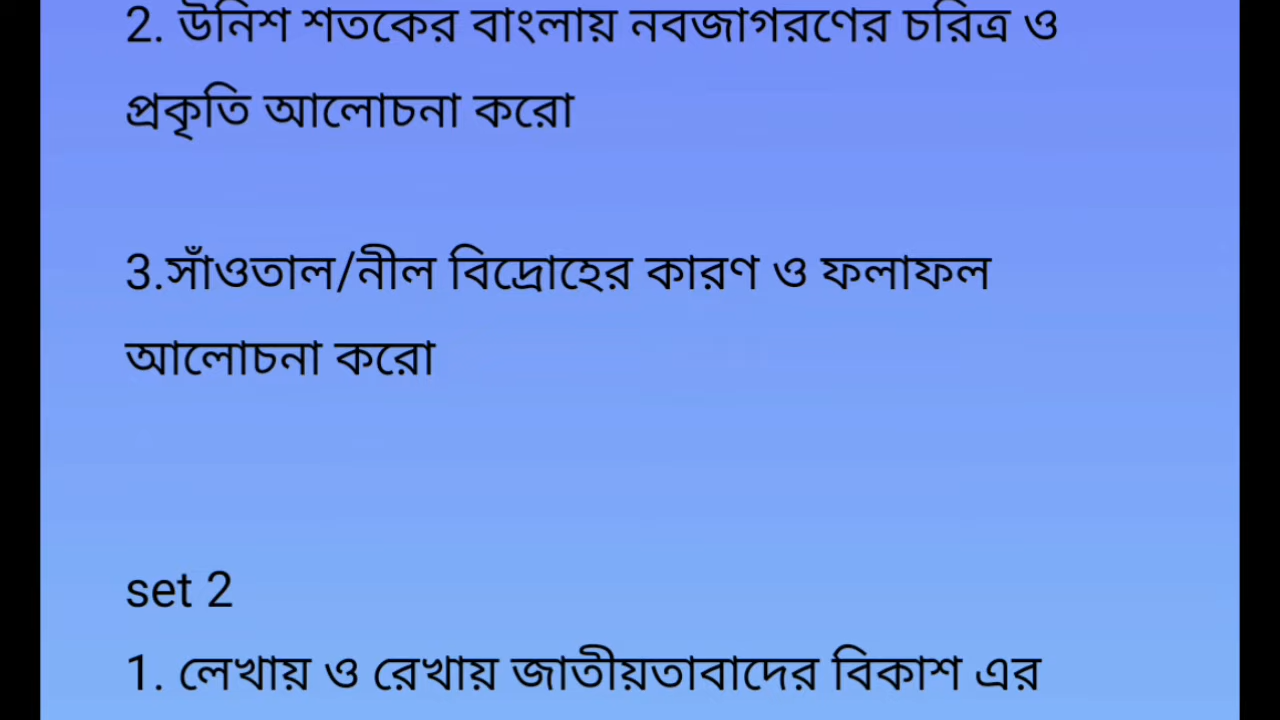 2. উনিশ শতকের বাংলায় নবজাগরণের চরিত্র ও
প্রকৃতি আলোচনা করো
3.সাঁওতাল/নীল বিদ্রোহের কারণ ও ফলাফল
আলোচনা করো
set 2
1. লেখায় ও রেখায় জাতীয়তাবাদের বিকাশ এর